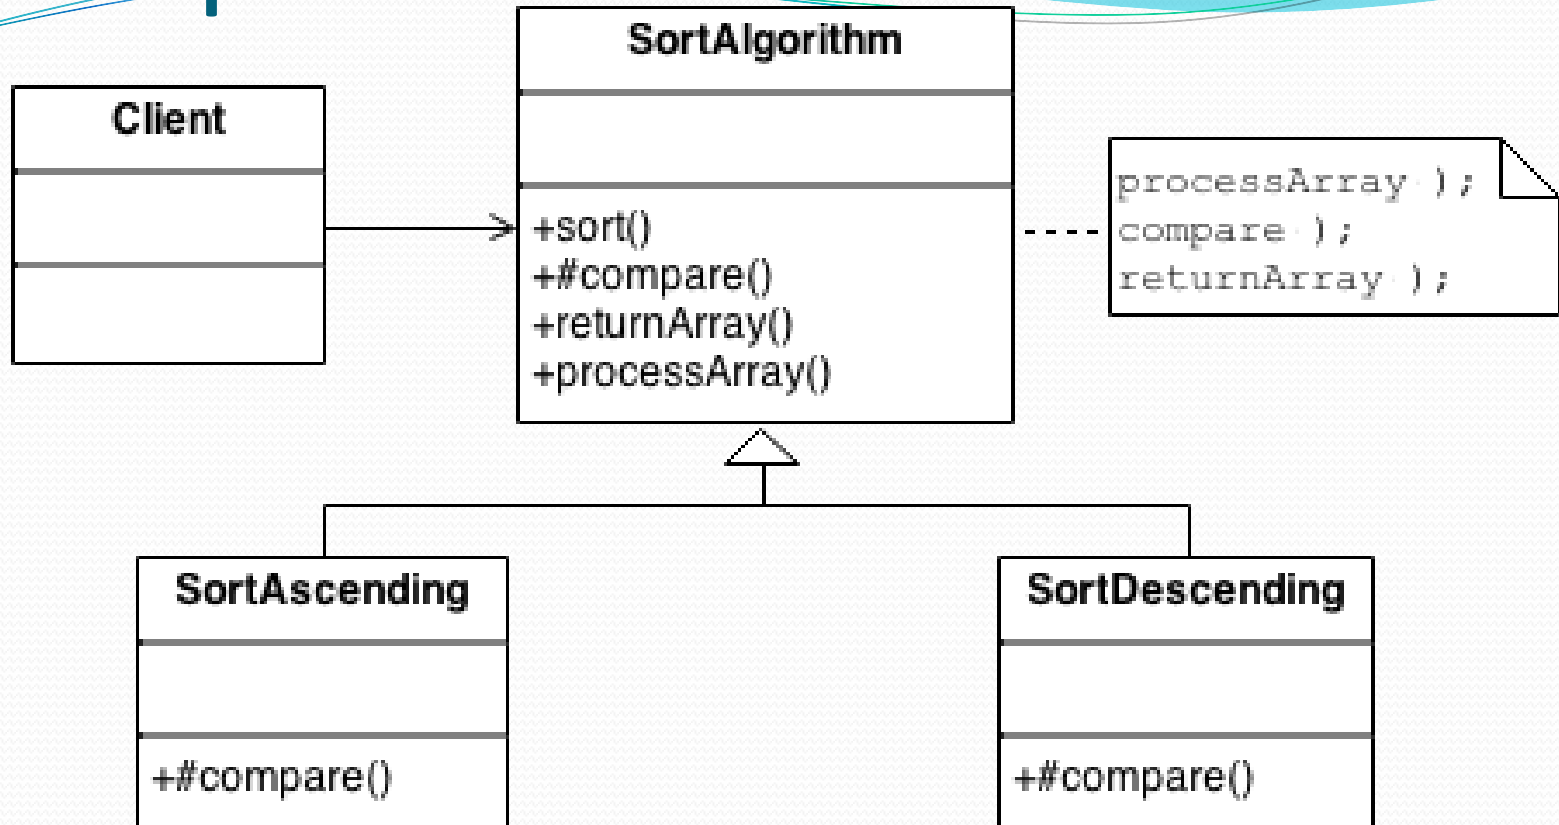 SortAlgorithm
Client
+sort()
+#compare()
+returnArray()
+processArray()
processArray );
compare );
returnArray );
SortAscending
+#compare()
SortDescending
+#compare()